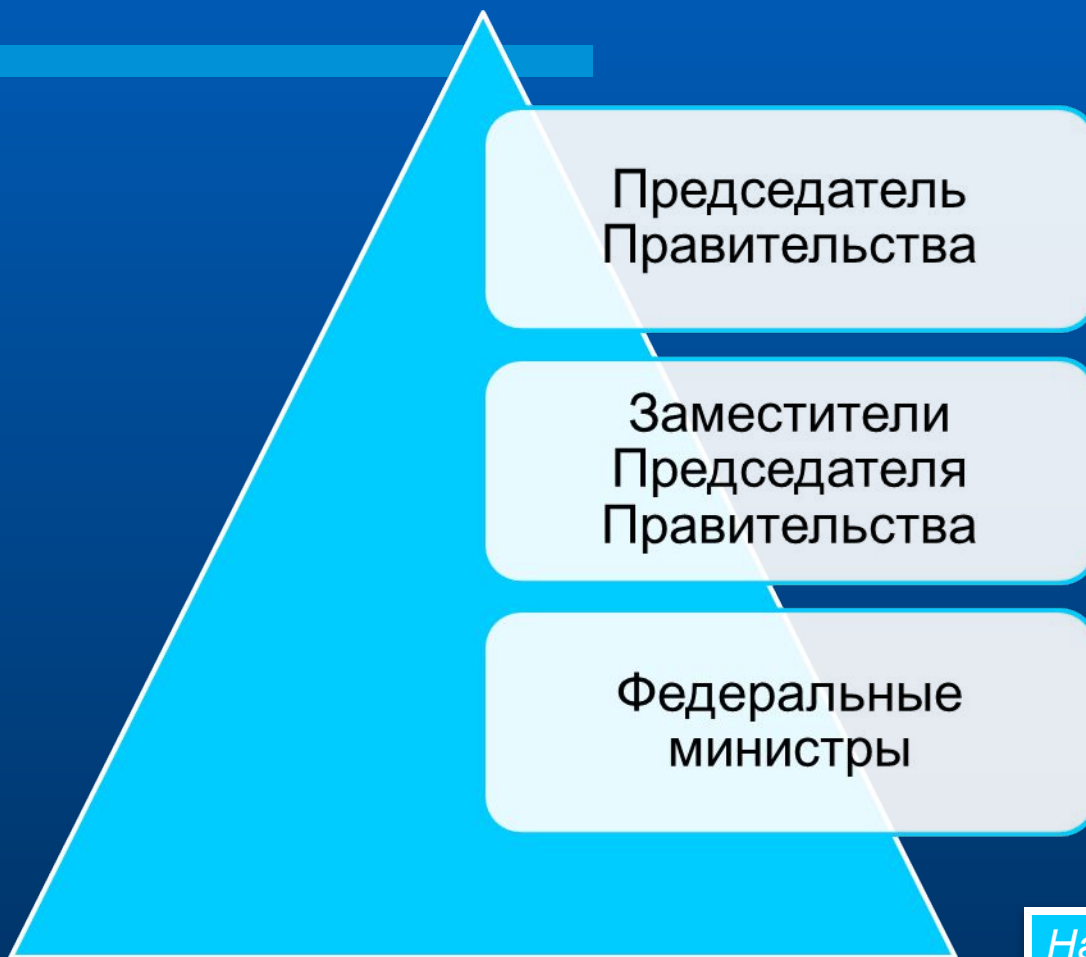 Председатель
Правительства
Заместители
Председателя
Правительства
Федеральные
министры